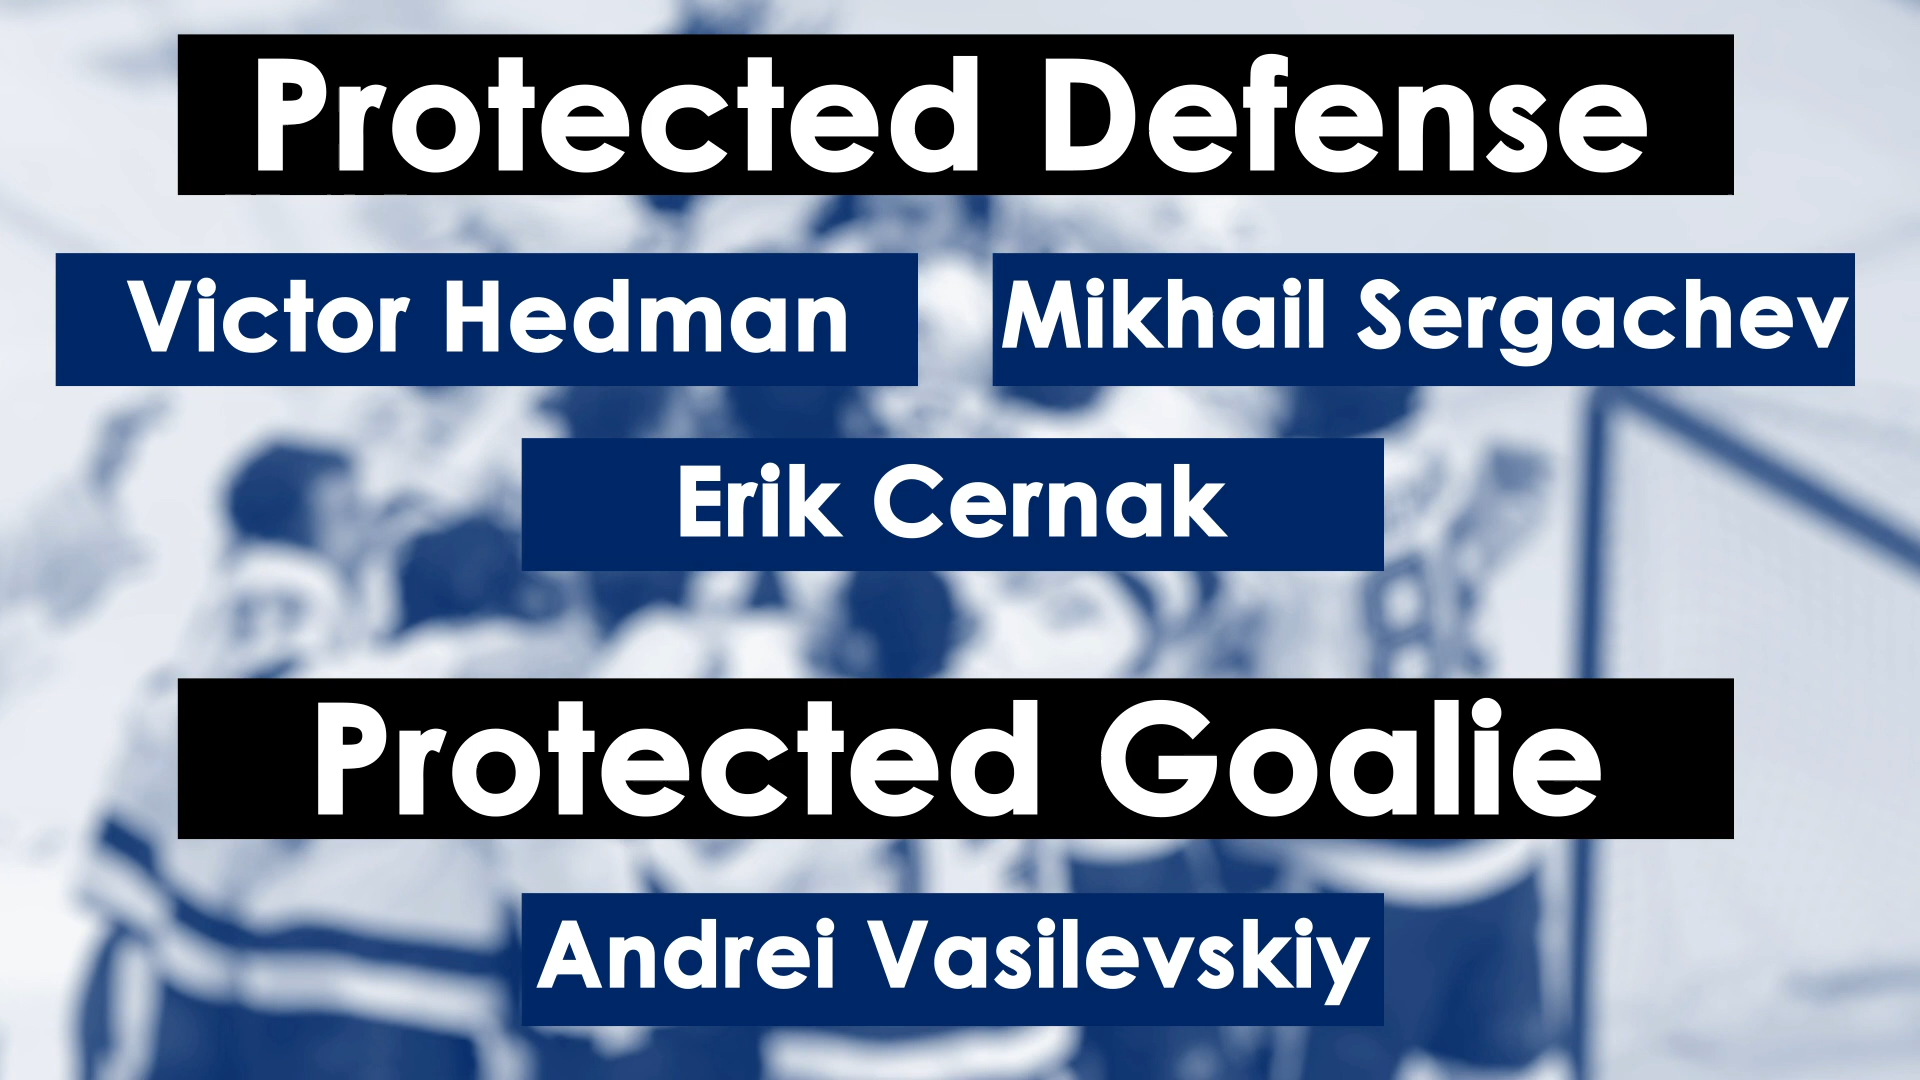 Protected Defense
Victor Hedman
Mikhail Sergachev
Erik Cernak
Protected Goalie
Andrei Vasilevskiy